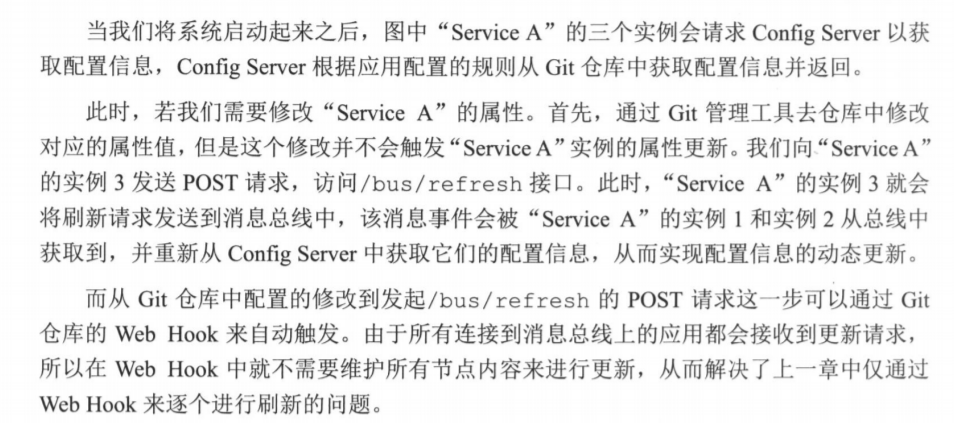 当我们将系统启动起来之后，图中“Service A”的三个实例会请求 Config Server 以获
取配置信息，Config Server 根据应用配置的规则从 Git 仓库中获取配置信息并返回。
此时，若我们需要修改“Service A”的属性。首先，通过 Git 管理工具去仓库中修改
对应的属性值，但是这个修改并不会触发“Service A”实例的属性更新。我们向“Service A”
的实例 3 发送 POST 请求，访问/bus/refresh 接口。此时，“Service A”的实例 3 就会
将刷新请求发送到消息总线中，该消息事件会被“Service A”的实例 1 和实例 2 从总线中
获取到，并重新从 Config Server 中获取它们的配置信息，从而实现配置信息的动态更新。
而从 Git 仓库中配置的修改到发起/bus/refresh 的 POST 请求这一步可以通过 Git
仓库的 Web Hook 来自动触发。由于所有连接到消息总线上的应用都会接收到更新请求，
所以在 Web Hook 中就不需要维护所有节点内容来进行更新，从而解决了上一章中仅通过
Web Hook 来逐个进行刷新的问题。